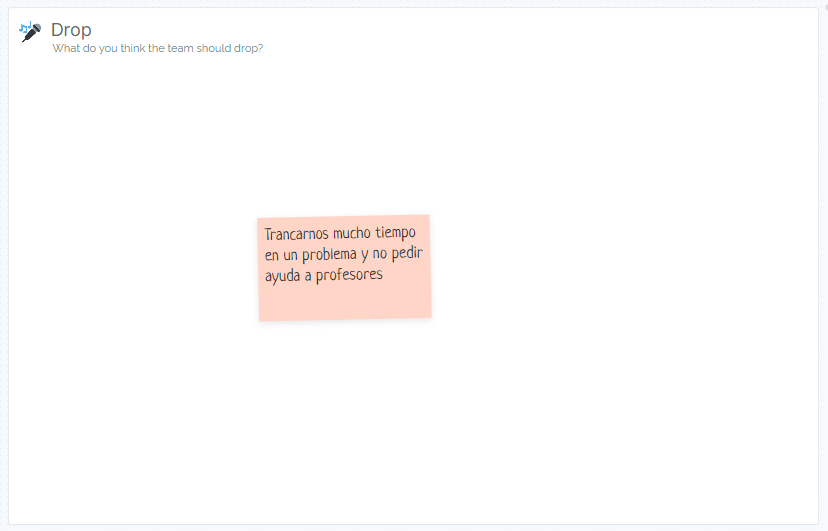 Drop
What do you think the team should drop?
Trancarnos mucho tiempo
en un problema y no pedir
ayuda a profesores